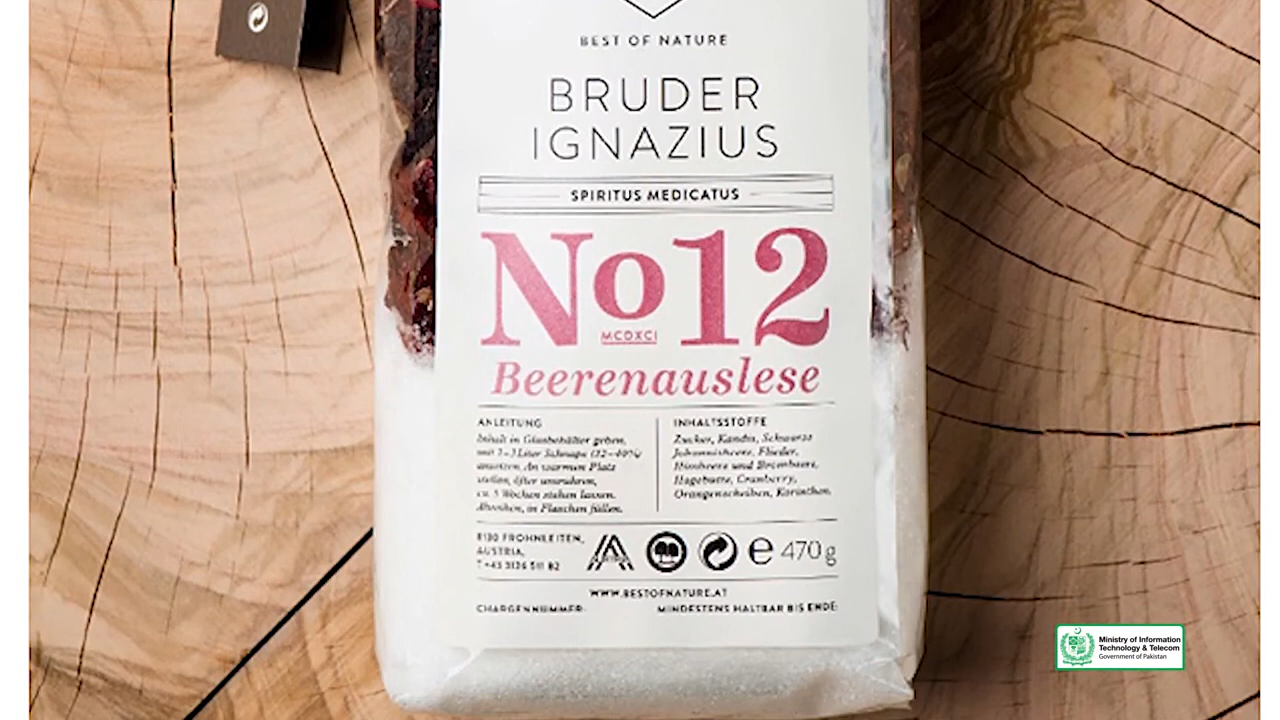 BEST OF NATURE
BRUDER
IGNAZIUS
SPIRITUS MEDICATUS
No12
MCDXCI
Beerenauslese
ANLEITUNG
Inhalt in Glasbehälter geben,
mit 1-3 Liter Schnaps (32-40%)
ansetzen. An warmen Platz
stellen, öfter umrühren,
ca. 5 Wochen stehen lassen.
Abseihen, in Flaschen füllen.
INHALTSSTOFFE
Zucker, Kandis, Schwarze
Johannisbeere, Flieder,
Himbeere und Brombeere,
Hagebutte, Cranberry,
Orangenscheiben, Korinthen.
8130 FROHNLEITEN,
AUSTRIA,
T +43 3126 511 82
e 470g
WWW.BESTOFNATURE.AT
CHARGENNUMMER:
MINDESTENS HALTBAR BIS ENDE:
Ministry of Information
Technology & Telecom
Government of Pakistan